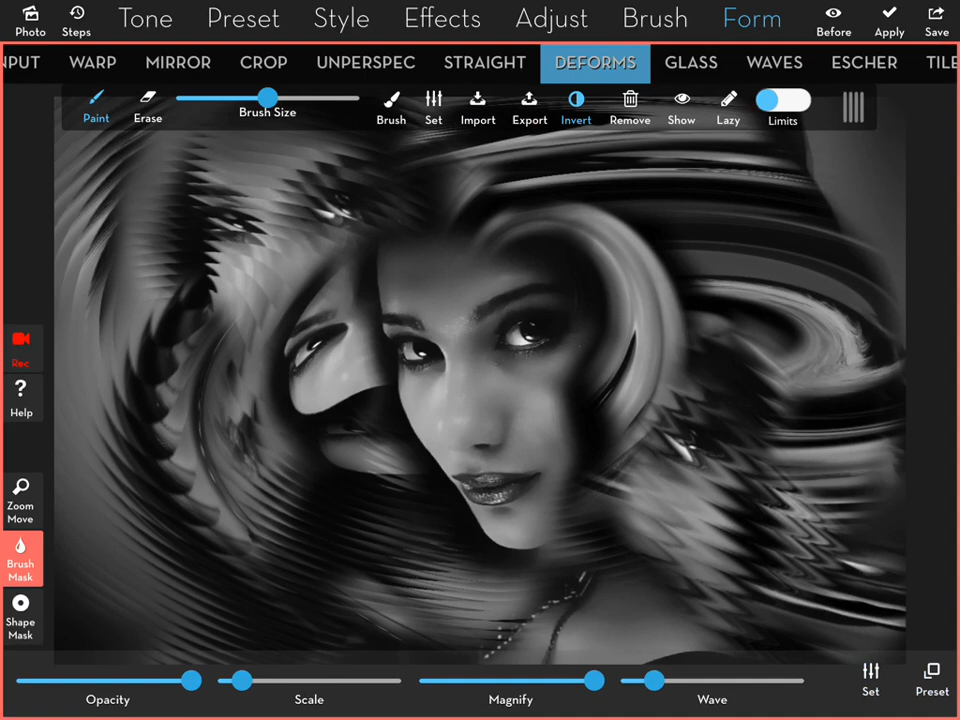 Photo Steps Tone Preset Style Effects Adjust Brush Form Before Apply Save
NPUT WARP MIRROR CROP UNPERSPEC STRAIGHT DEFORMS GLASS WAVES ESCHER TILE
Paint Erase Brush Size Brush Set Import Export Invert Remove Show Lazy Limits
Rec
? Help
Zoom
Move
Brush
Mask
Shape
Mask
Opacity Scale Magnify Wave Set Preset